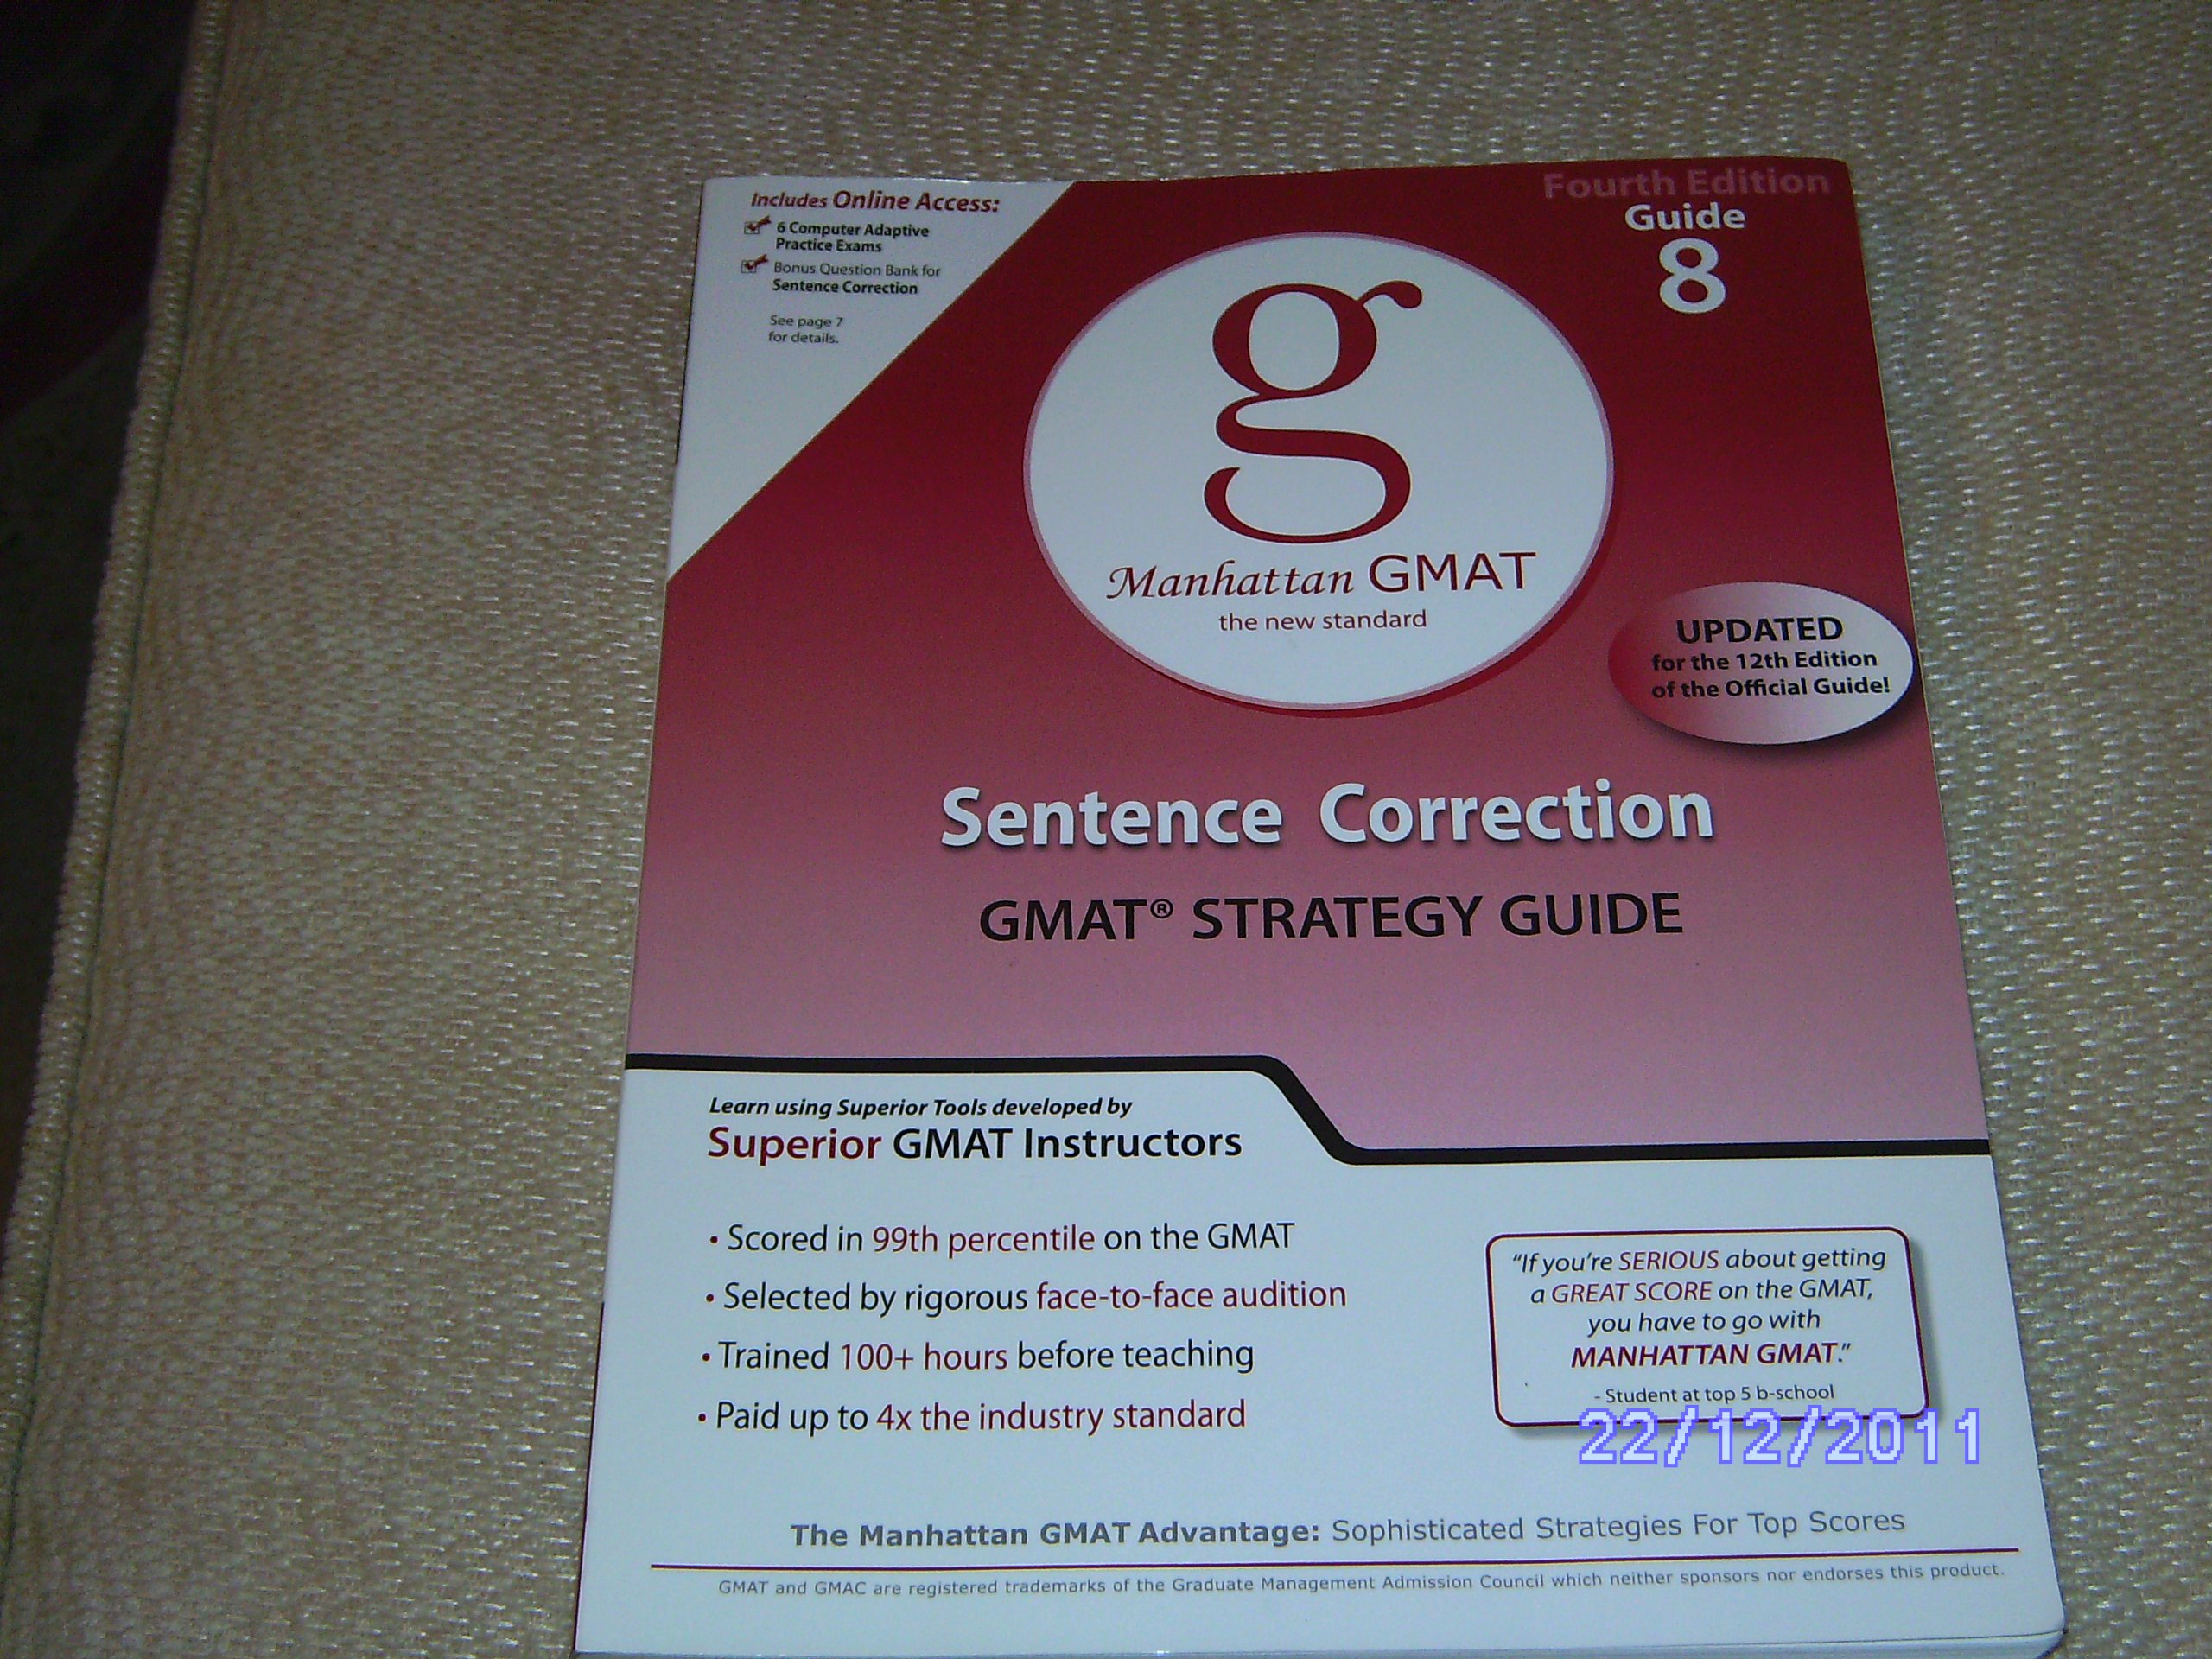 Includes Online Access:
6 Computer Adaptive
Practice Exams
Bonus Question Bank for
Sentence Correction
See page 7
for details.
Fourth Edition
Guide
8
g
Manhattan GMAT
the new standard
UPDATED
for the 12th Edition
of the Official Guide!
Sentence Correction
GMAT® STRATEGY GUIDE
Learn using Superior Tools developed by
Superior GMAT Instructors
• Scored in 99th percentile on the GMAT
• Selected by rigorous face-to-face audition
• Trained 100+ hours before teaching
• Paid up to 4x the industry standard
"If you're SERIOUS about getting
a GREAT SCORE on the GMAT,
you have to go with
MANHATTAN GMAT."
- Student at top 5 b-school
22/12/2011
The Manhattan GMAT Advantage: Sophisticated Strategies For Top Scores
GMAT and GMAC are registered trademarks of the Graduate Management Admission Council which neither sponsors nor endorses this product.